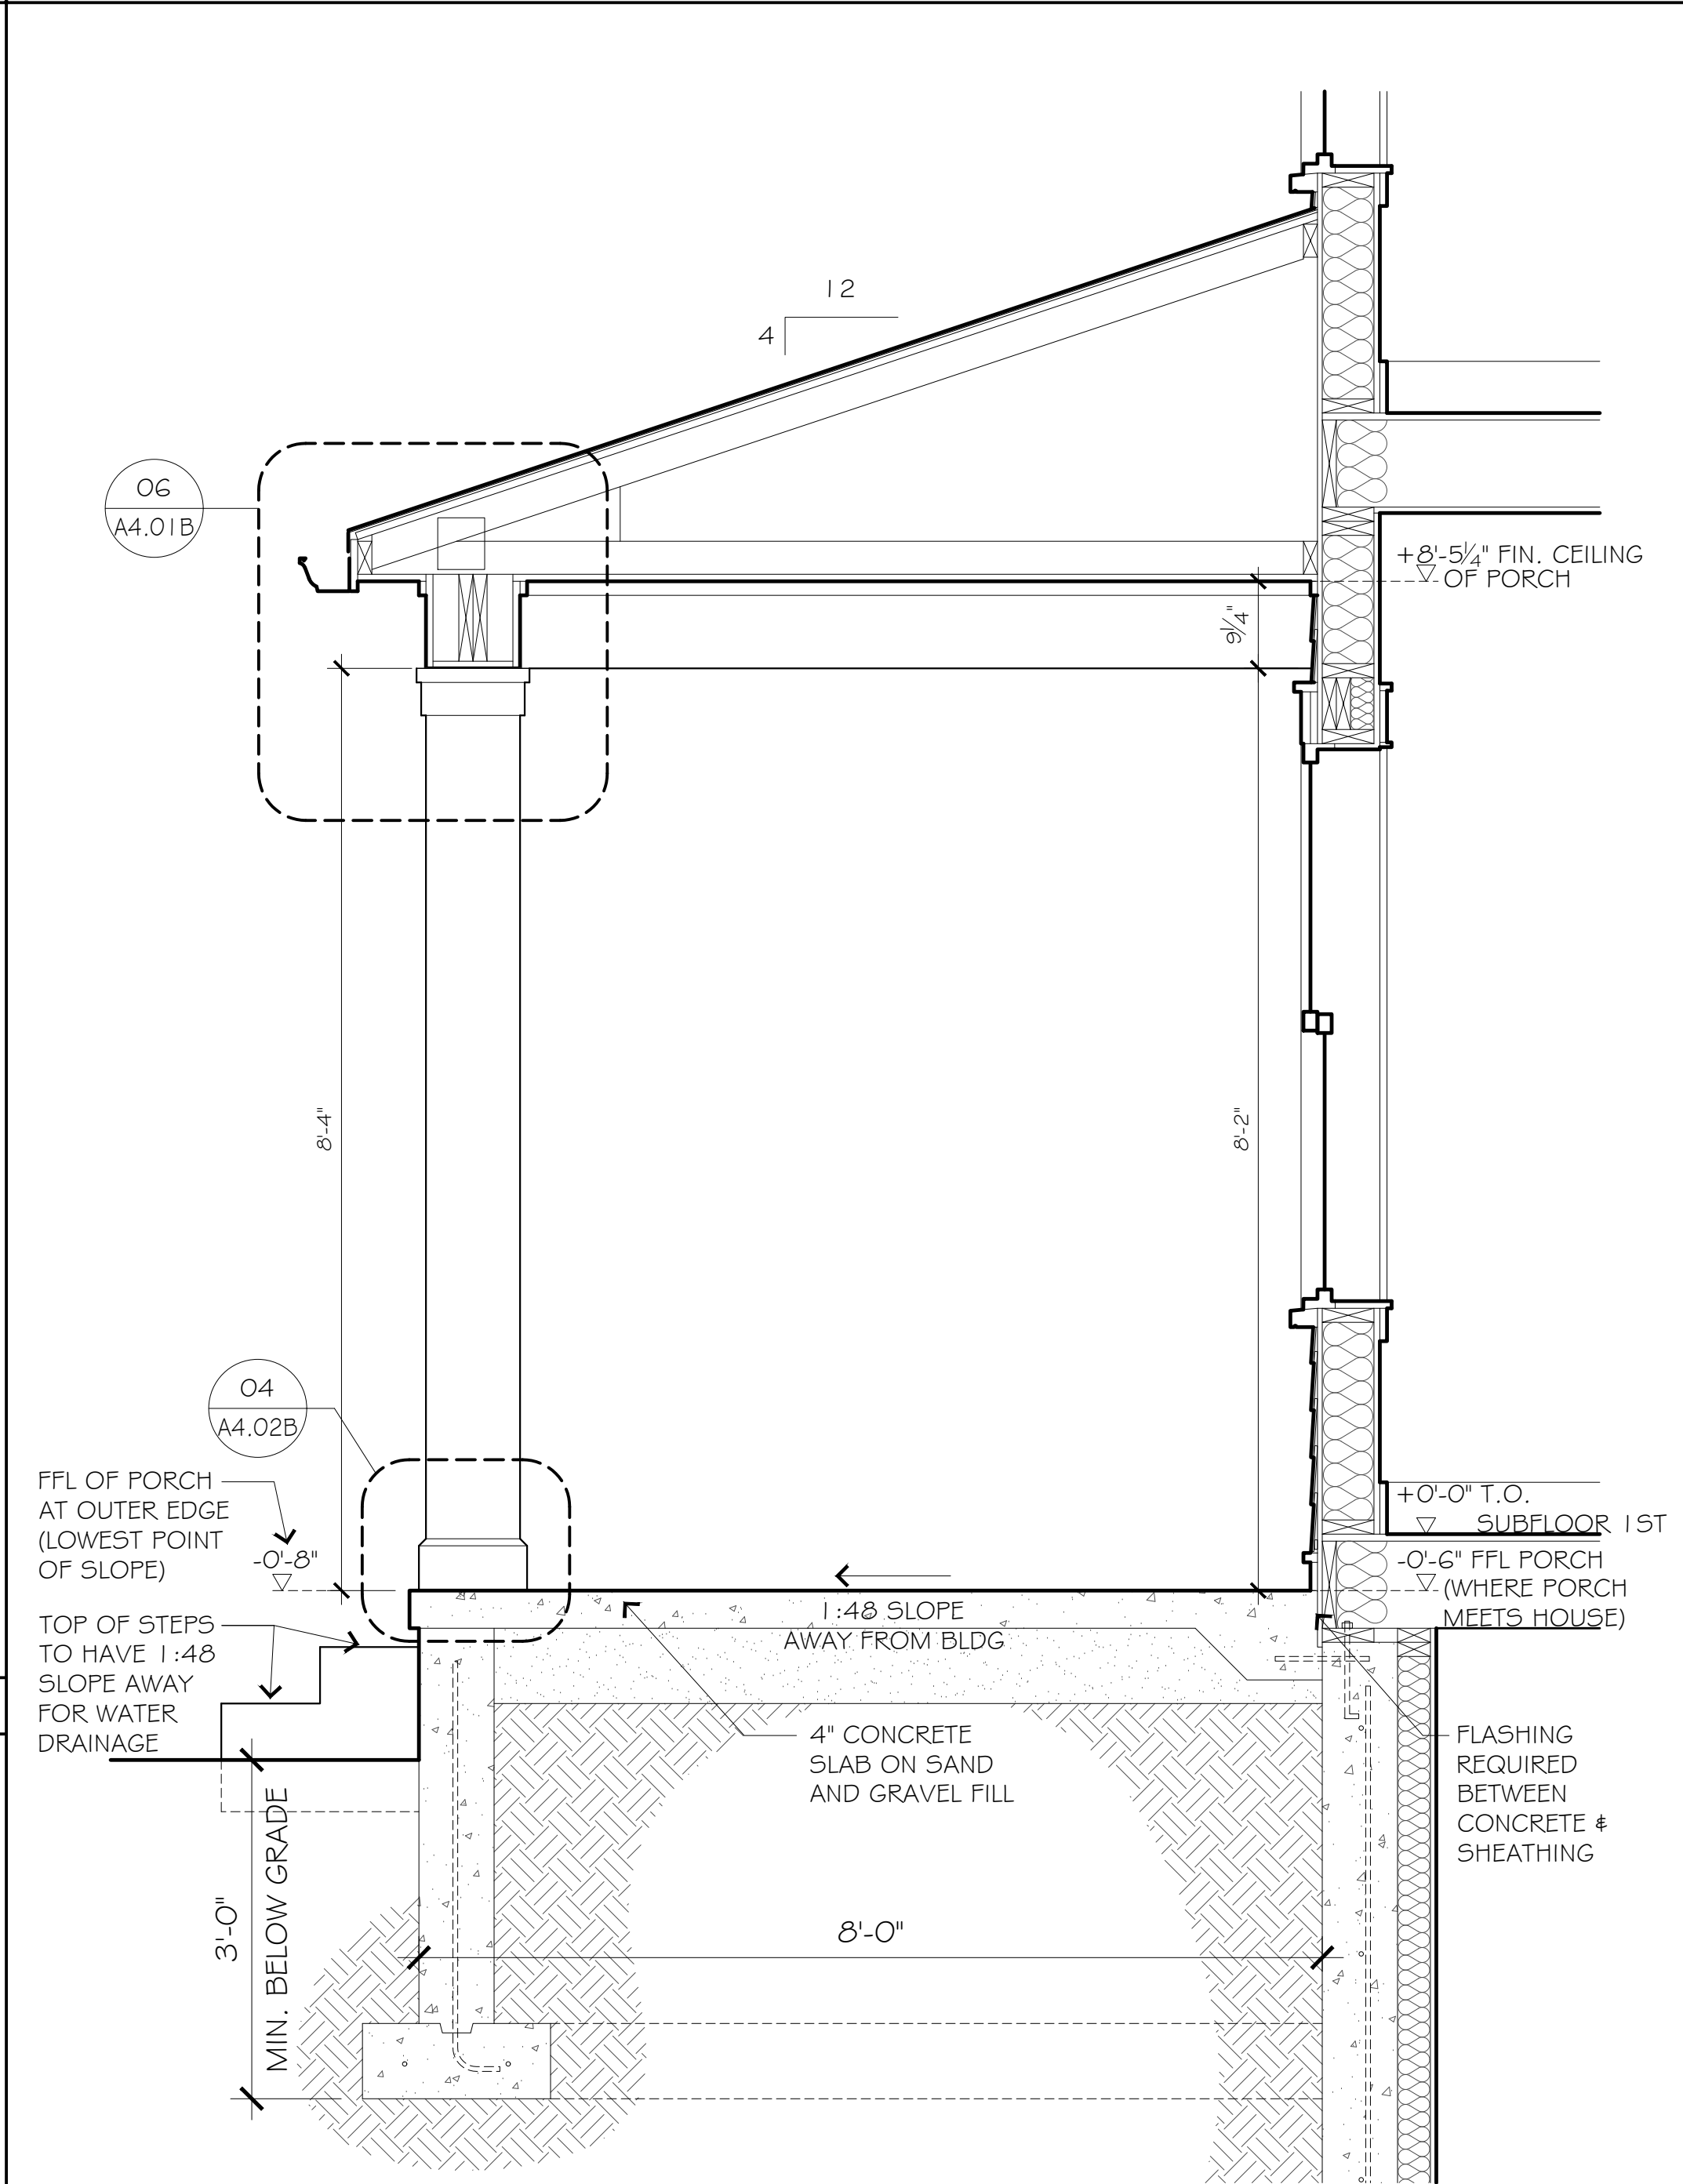 12
4
06
A4.01B
+8'-5¼" FIN. CEILING
OF PORCH
9¼"
8'-4"
8'-2"
04
A4.02B
FFL OF PORCH
AT OUTER EDGE
(LOWEST POINT
OF SLOPE)
-0'-8"
+0'-0" T.O.
SUBFLOOR 1ST
-0'-6" FFL PORCH
(WHERE PORCH
MEETS HOUSE)
1:48 SLOPE
AWAY FROM BLDG
TOP OF STEPS
TO HAVE 1:48
SLOPE AWAY
FOR WATER
DRAINAGE
4" CONCRETE
SLAB ON SAND
AND GRAVEL FILL
FLASHING
REQUIRED
BETWEEN
CONCRETE &
SHEATHING
3'-0"
MIN. BELOW GRADE
8'-0"